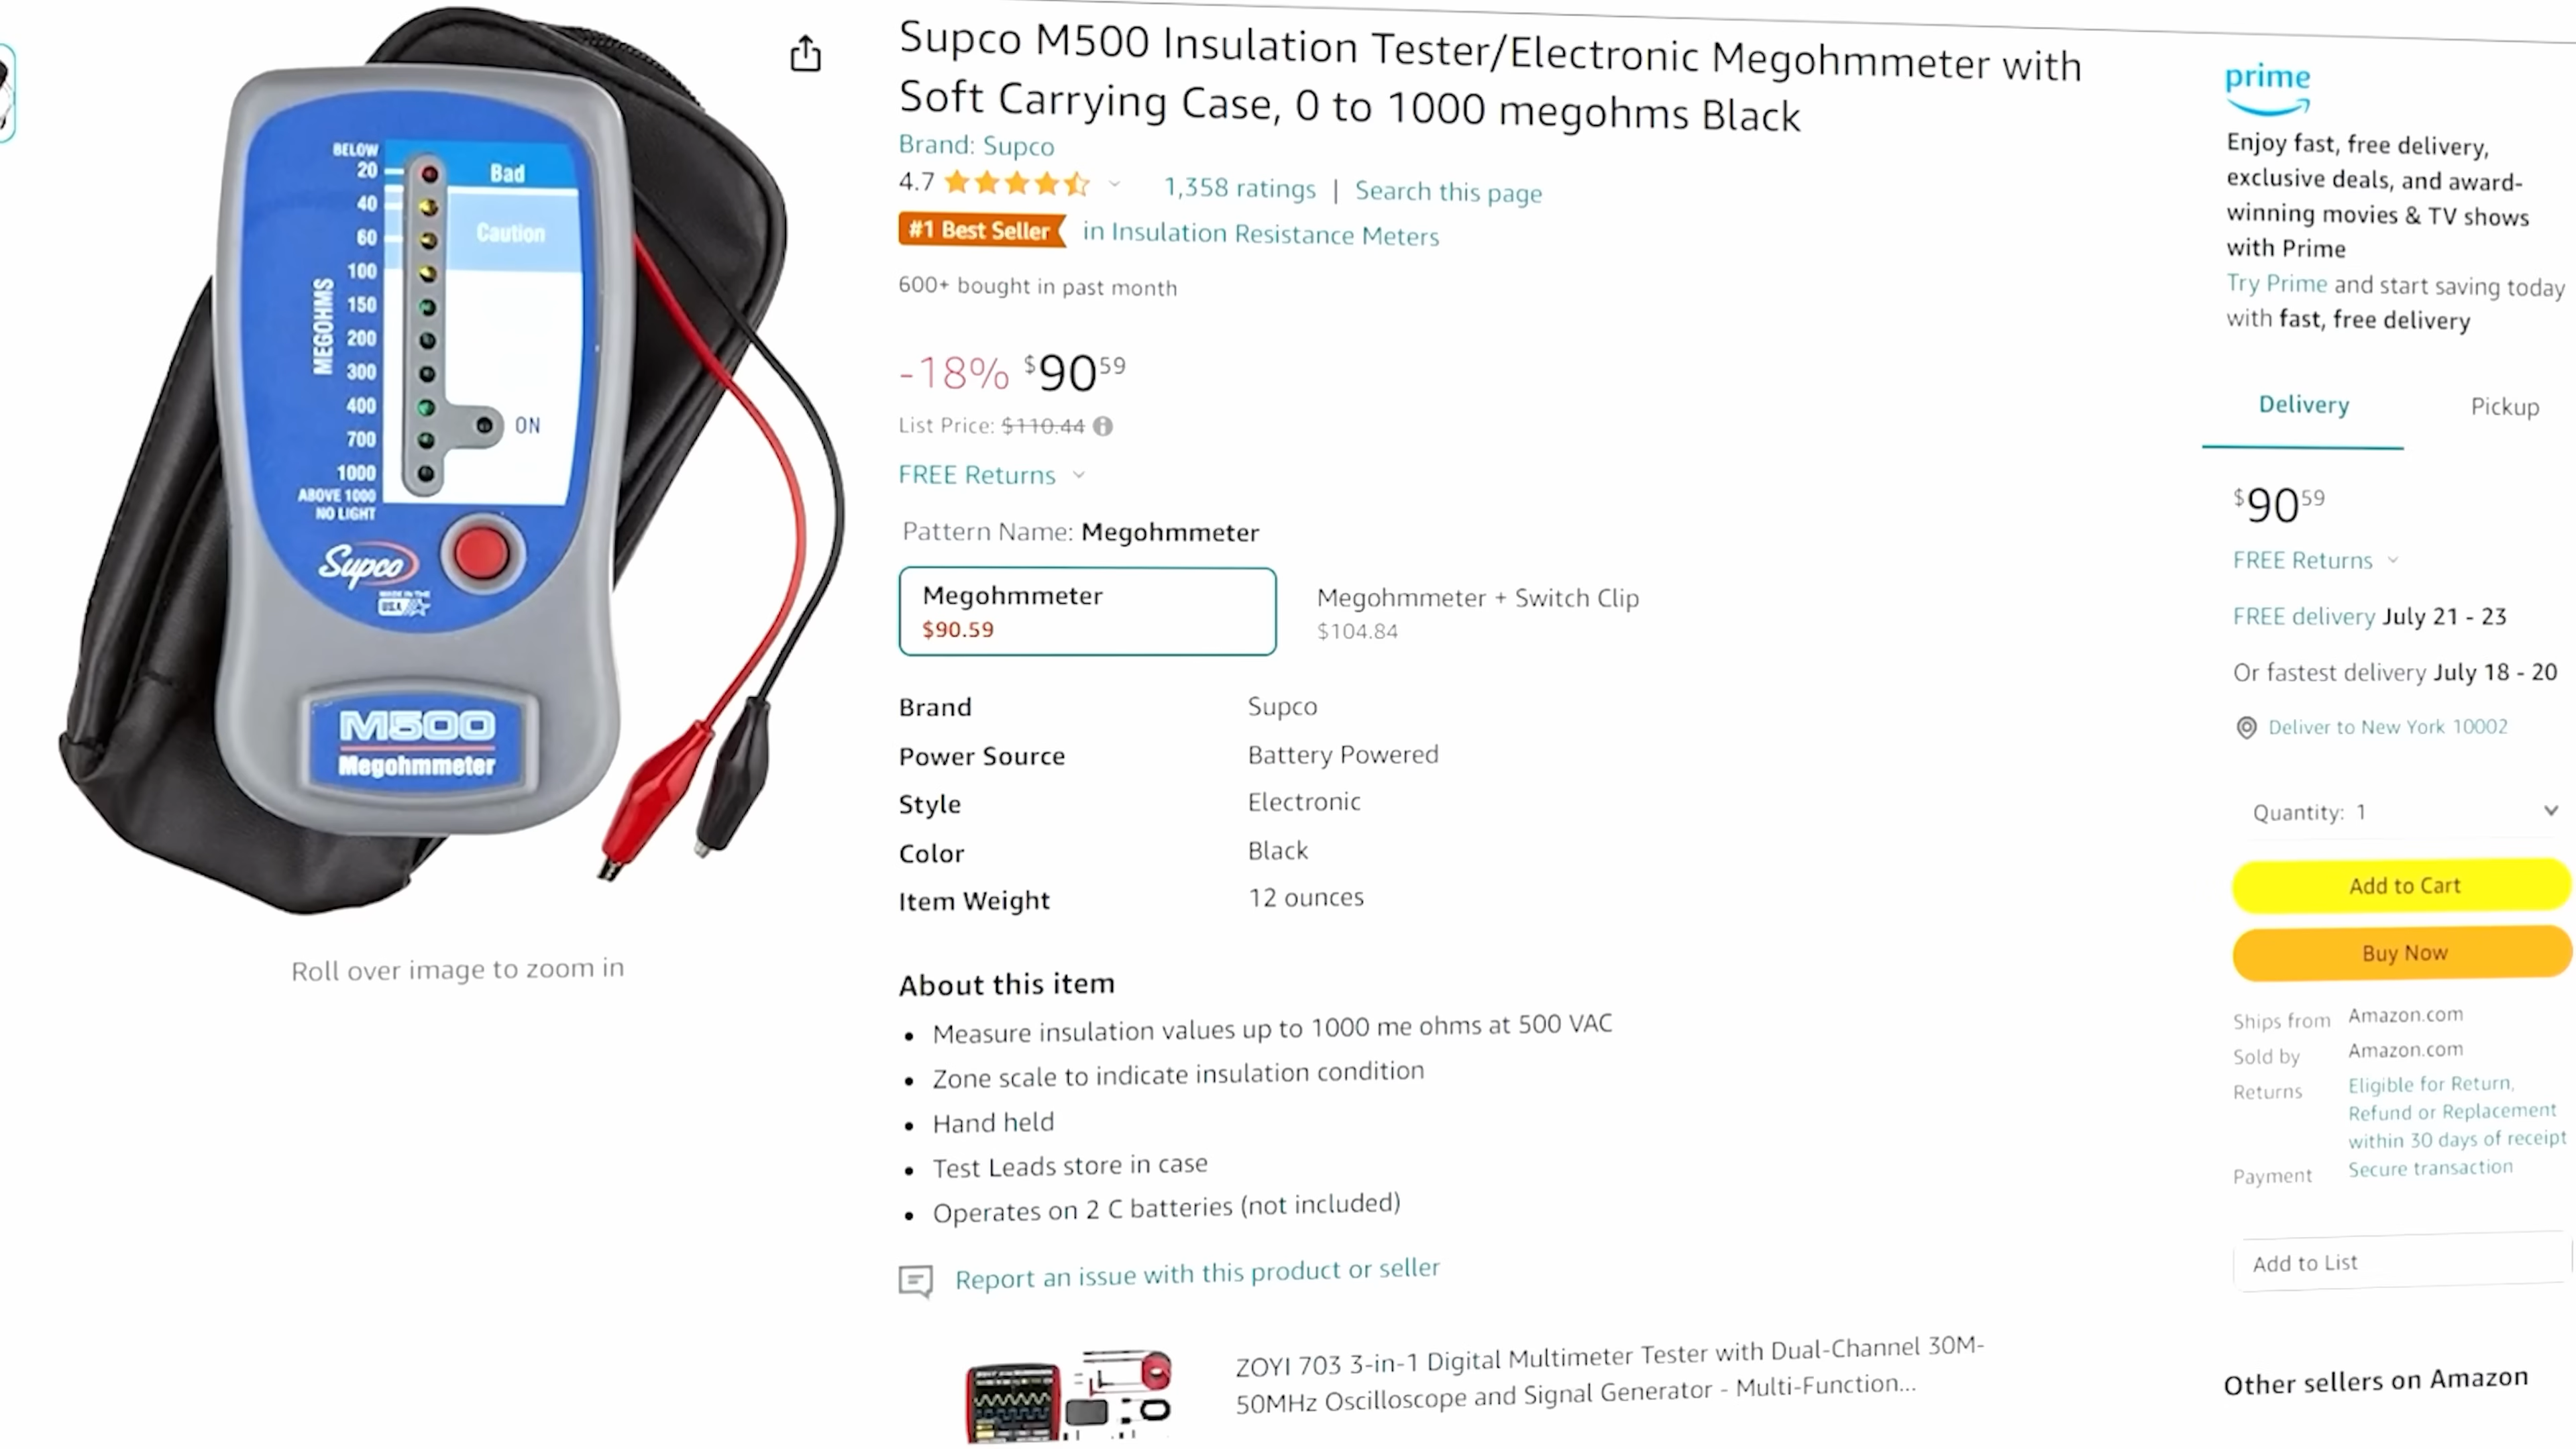 Supco M500 Insulation Tester/Electronic Megohmmeter with
Soft Carrying Case, 0 to 1000 megohms Black
Brand: Supco
4.7
1,358 ratings | Search this page
#1 Best Seller in Insulation Resistance Meters
600+ bought in past month
-18% $90 59
List Price: $110.44
FREE Returns
Pattern Name: Megohmmeter
Megohmmeter
$90.59
Megohmmeter + Switch Clip
$104.84
Brand Supco
Power Source Battery Powered
Style Electronic
Color Black
Item Weight 12 ounces
About this item
• Measure insulation values up to 1000 me ohms at 500 VAC
• Zone scale to indicate insulation condition
• Hand held
• Test Leads store in case
• Operates on 2 C batteries (not included)
Report an issue with this product or seller
ZOYI 703 3-in-1 Digital Multimeter Tester with Dual-Channel 30M-
50MHz Oscilloscope and Signal Generator - Multi-Function...
BELOW
20
40
60
100
150
200
300
400
700
1000
ABOVE 1000
NO LIGHT
MEGOHMS
Bad
Caution
ON
Supco
MADE IN THE
USA
M500
Megohmmeter
Roll over image to zoom in
prime
Enjoy fast, free delivery,
exclusive deals, and award-
winning movies & TV shows
with Prime
Try Prime and start saving today
with fast, free delivery
Delivery
Pickup
$90 59
FREE Returns
FREE delivery July 21 - 23
Or fastest delivery July 18 - 20
Deliver to New York 10002
Quantity: 1
Add to Cart
Buy Now
Ships from Amazon.com
Sold by Amazon.com
Returns Eligible for Return,
Refund or Replacement
within 30 days of receipt
Payment Secure transaction
Add to List
Other sellers on Amazon